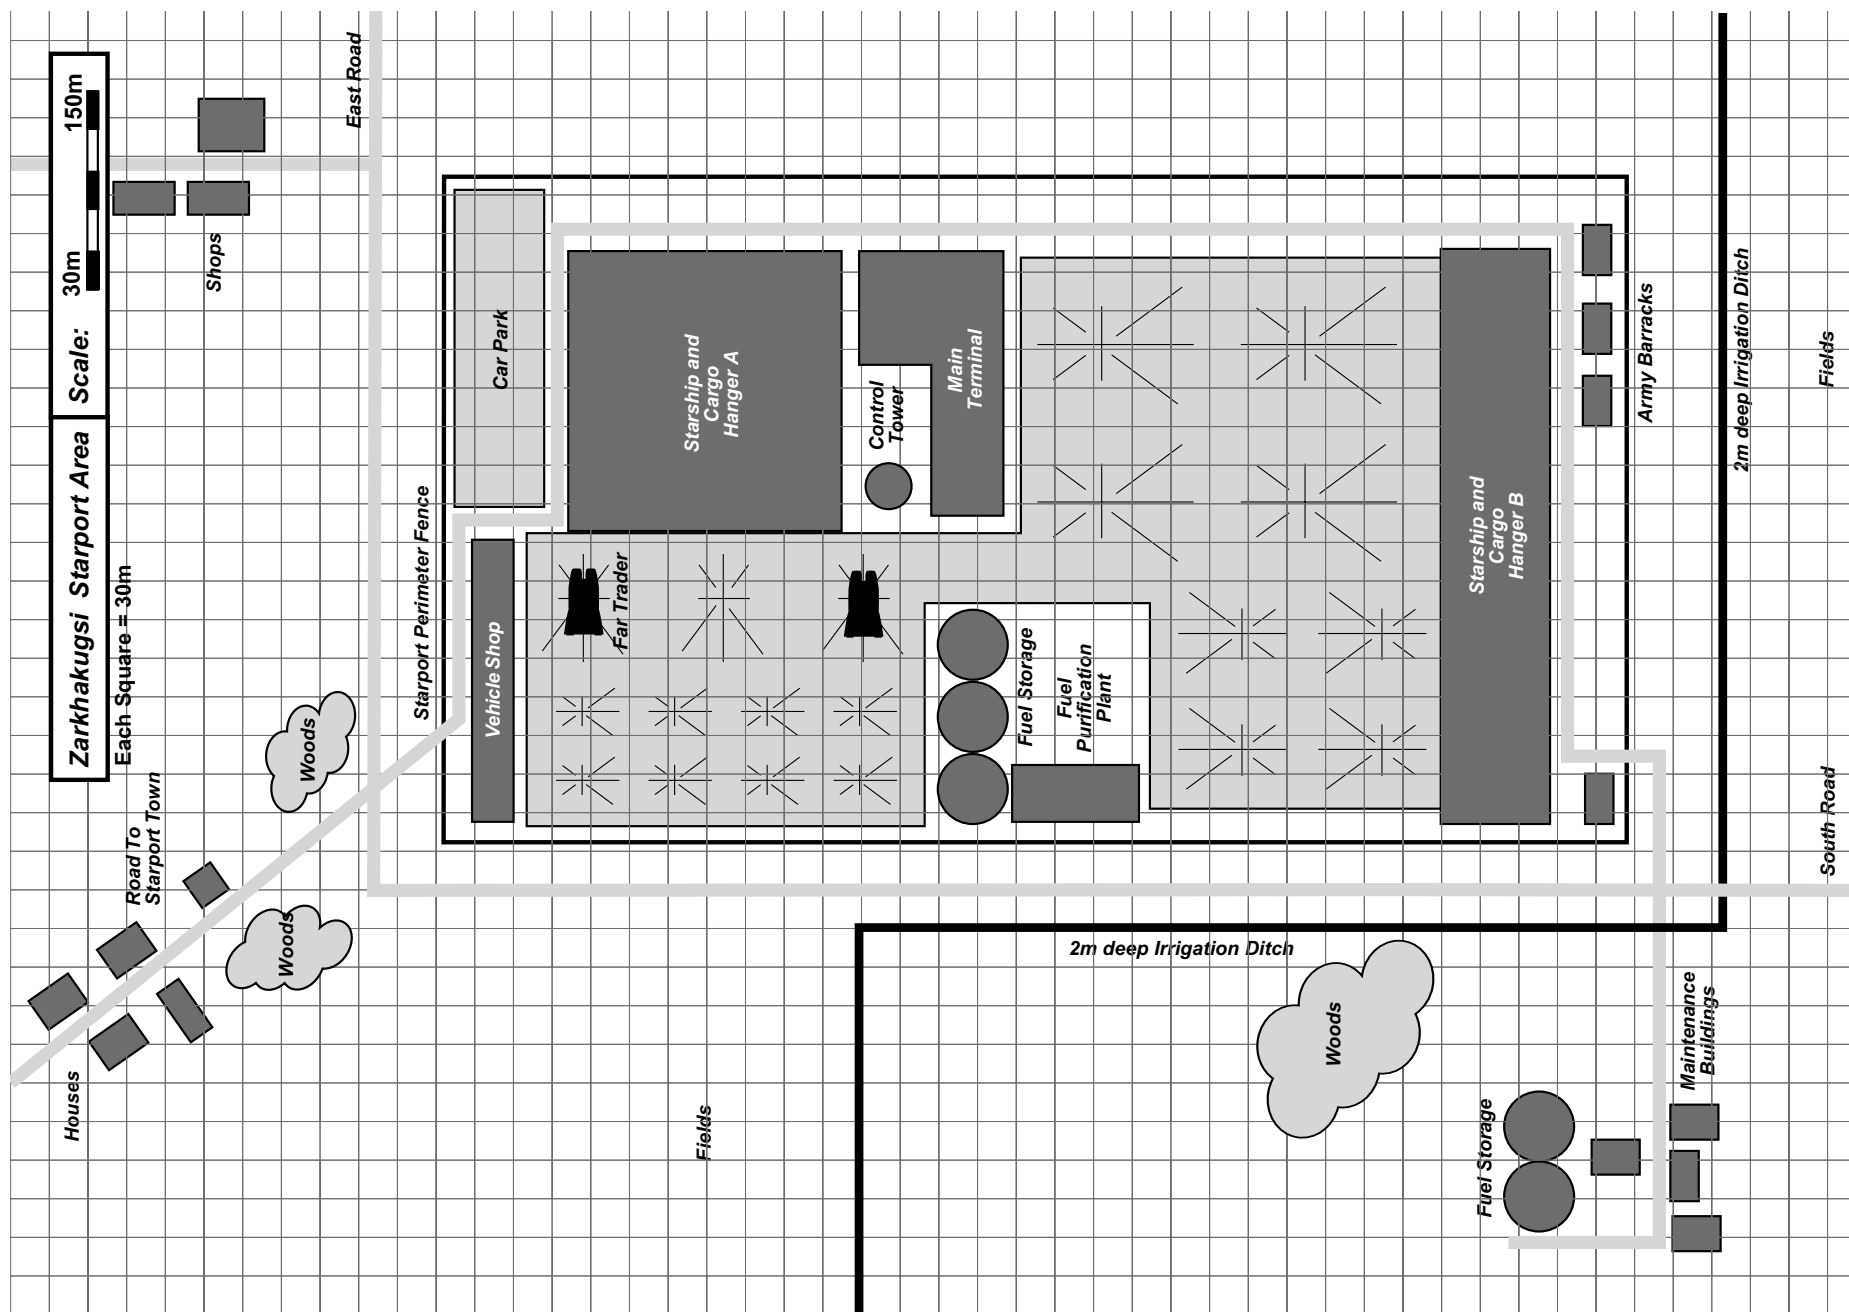 Zarkhakugsi Starport Area
Scale:
30m
150m
Each Square = 30m
East Road
Shops
Road To
Starport Town
Woods
Woods
Houses
Starport Perimeter Fence
Car Park
Vehicle Shop
Starship and
Cargo
Hanger A
Control
Tower
Main
Terminal
Far Trader
Fuel Storage
Fuel
Purification
Plant
Starship and
Cargo
Hanger B
Army Barracks
2m deep Irrigation Ditch
Fields
South Road
2m deep Irrigation Ditch
Woods
Fields
Fuel Storage
Maintenance
Buildings